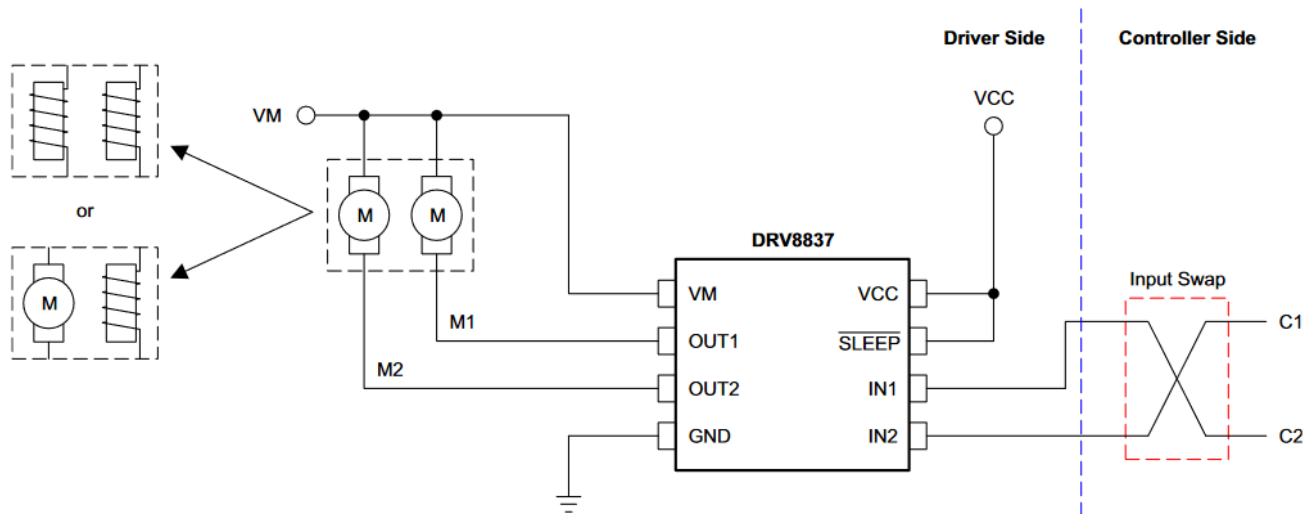 Driver Side
Controller Side
VCC
VM
or
M
M
M
DRV8837
Input Swap
VM
VCC
M1
OUT1
SLEEP
C1
M2
OUT2
IN1
GND
IN2
C2